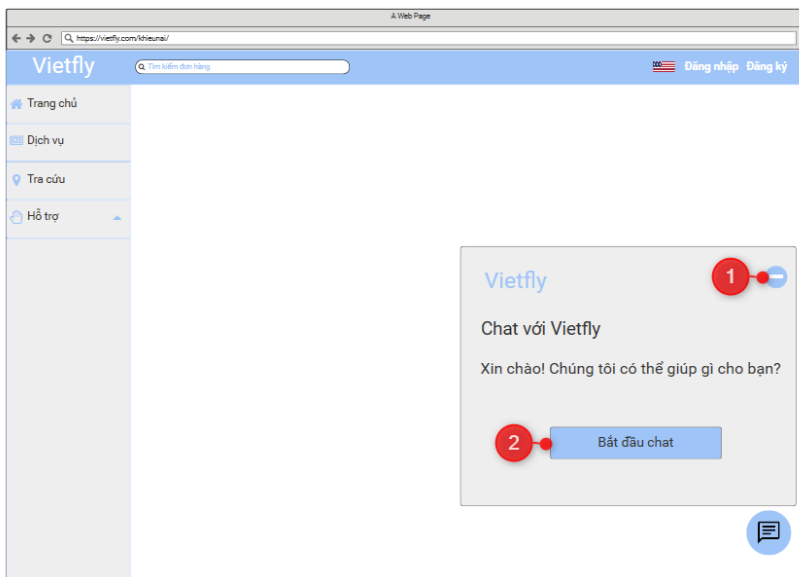 A Web Page
https://vietfly.com/khieunai/
Vietfly
Tìm kiếm đơn hàng
Đăng nhập Đăng ký
Trang chủ
Dịch vụ
Tra cứu
Hỗ trợ
Vietfly
1
Chat với Vietfly
Xin chào! Chúng tôi có thể giúp gì cho bạn?
2
Bắt đầu chat